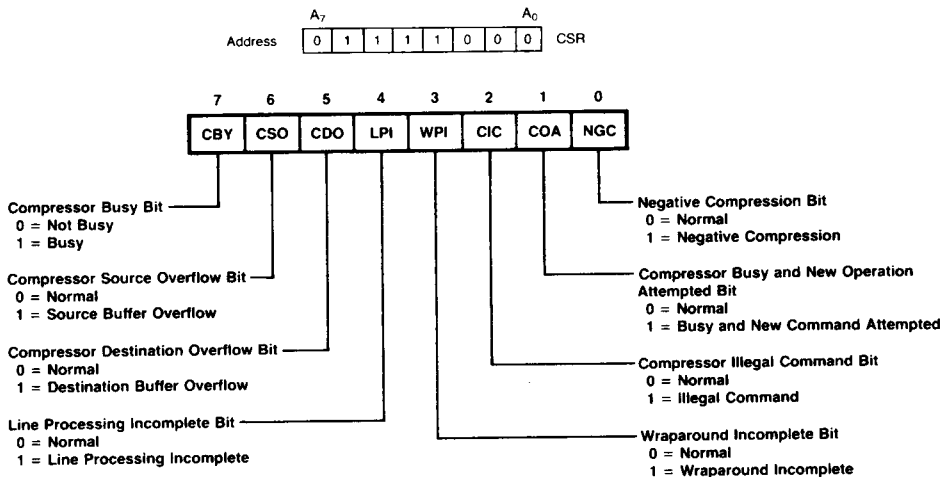 A7 A0
Address 0 1 1 1 1 0 0 0 CSR
7 6 5 4 3 2 1 0
CBY CSO CDO LPI WPI CIC COA NGC
Compressor Busy Bit
0 = Not Busy
1 = Busy
Compressor Source Overflow Bit
0 = Normal
1 = Source Buffer Overflow
Compressor Destination Overflow Bit
0 = Normal
1 = Destination Buffer Overflow
Line Processing Incomplete Bit
0 = Normal
1 = Line Processing Incomplete
Negative Compression Bit
0 = Normal
1 = Negative Compression
Compressor Busy and New Operation
Attempted Bit
0 = Normal
1 = Busy and New Command Attempted
Compressor Illegal Command Bit
0 = Normal
1 = Illegal Command
Wraparound Incomplete Bit
0 = Normal
1 = Wraparound Incomplete